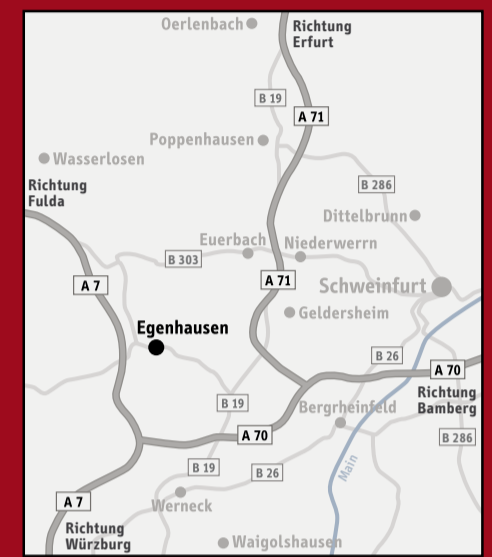 Oerlenbach
Richtung
Erfurt
B 19
A 71
Poppenhausen
Wasserlosen
Richtung
Fulda
B 286
Dittelbrunn
Euerbach
Niederwerrn
B 303
A 7
A 71
Schweinfurt
Geldersheim
Egenhausen
B 26
A 70
Richtung
Bamberg
B 19
Bergrheinfeld
A 70
B 286
B 19
B 26
Main
A 7
Werneck
Richtung
Würzburg
Waigolshausen